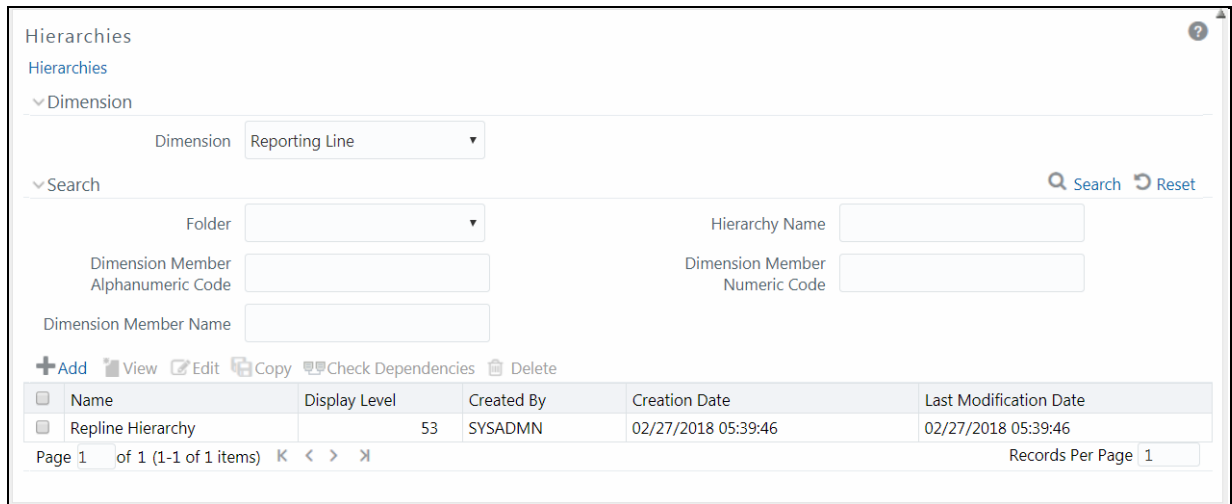 Hierarchies
Hierarchies
Dimension
Dimension Reporting Line
Search Search Reset
Folder Hierarchy Name
Dimension Member Alphanumeric Code Dimension Member Numeric Code
Dimension Member Name
Add View Edit Copy Check Dependencies Delete
Name Display Level Created By Creation Date Last Modification Date
Repline Hierarchy 53 SYSADMN 02/27/2018 05:39:46 02/27/2018 05:39:46
Page 1 of 1 (1-1 of 1 items) Records Per Page 1